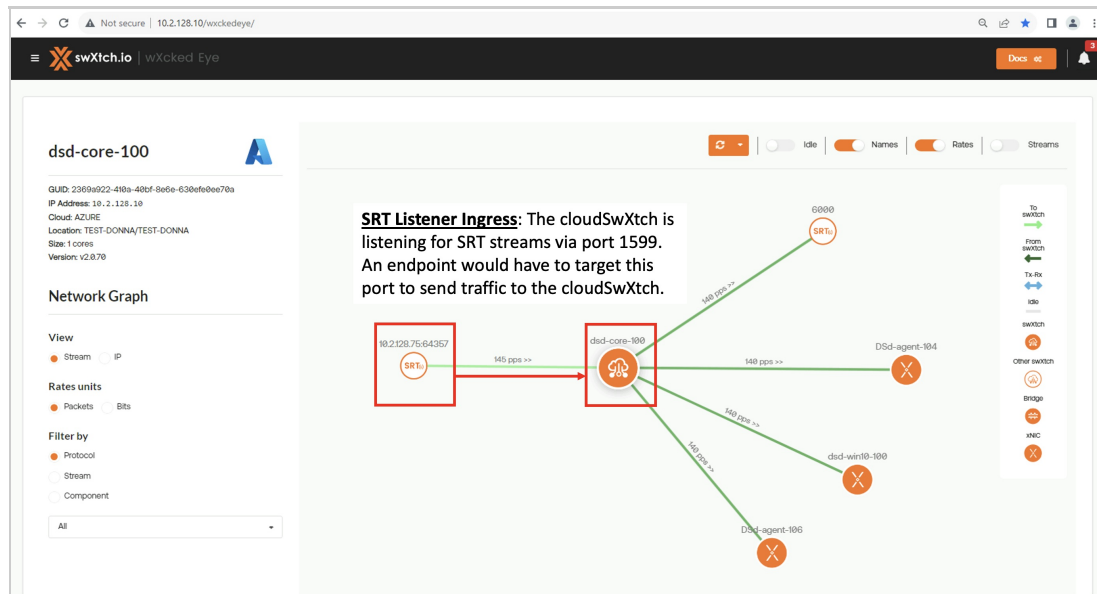 Not secure | 10.2.128.10/wxckedeye/
swXtch.io | wXcked Eye
Docs
3
dsd-core-100
GUID: 2369a922-410a-40bf-8e6e-630efe0ee70a
IP Address: 10.2.128.10
Cloud: AZURE
Location: TEST-DONNA/TEST-DONNA
Size: 1 cores
Version: v2.0.70
Network Graph
View
Stream IP
Rates units
Packets Bits
Filter by
Protocol
Stream
Component
All
Idle Names Rates Streams
SRT Listener Ingress: The cloudSwXtch is
listening for SRT streams via port 1599.
An endpoint would have to target this
port to send traffic to the cloudSwXtch.
6000
SRT
140 pps >>
10.2.128.75:64357
SRT
145 pps >>
dsd-core-100
140 pps >>
DSd-agent-104
140 pps >>
dsd-win10-100
140 pps >>
DSd-agent-106
To
swXtch
From
swXtch
Tx-Rx
Idle
swXtch
Other swXtch
Bridge
xNIC